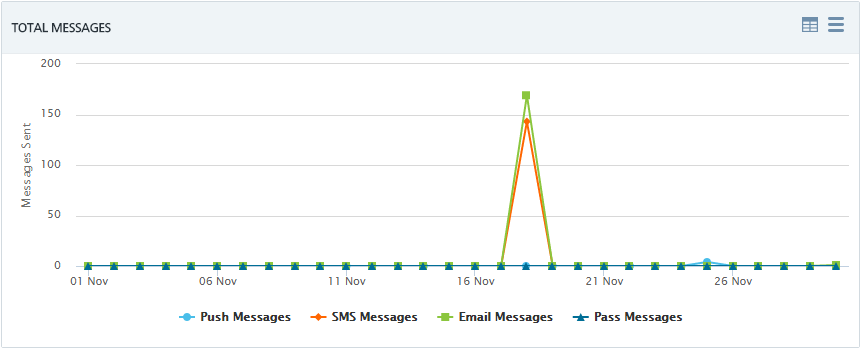 TOTAL MESSAGES
200
150
100
50
0
Messages Sent
01 Nov 06 Nov 11 Nov 16 Nov 21 Nov 26 Nov
Push Messages SMS Messages Email Messages Pass Messages